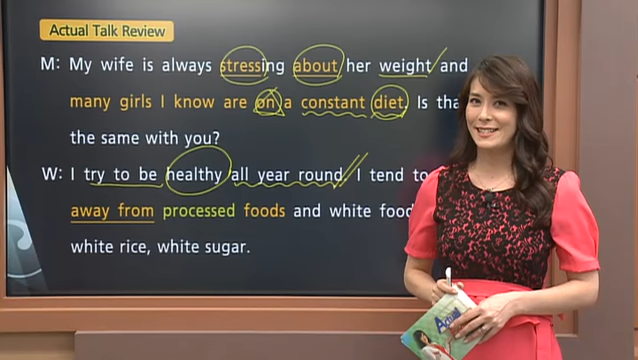 Actual Talk Review
M: My wife is always stressing about her weight and
many girls I know are on a constant diet. Is
the same with you?
W: I try to be healthy all year round. I tend to
away from processed foods and white
white rice, white sugar.